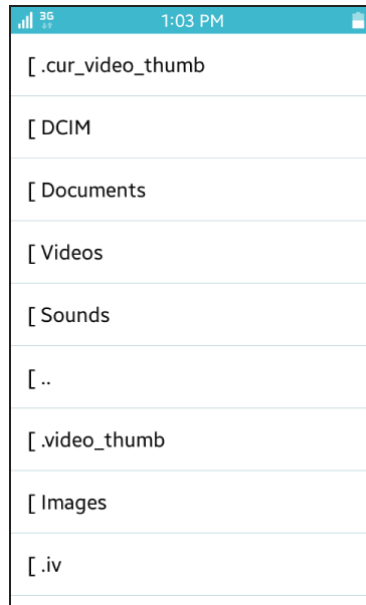 3G 1:03 PM
[ .cur_video_thumb
[ DCIM
[ Documents
[ Videos
[ Sounds
[ ..
[ .video_thumb
[ Images
[ .iv